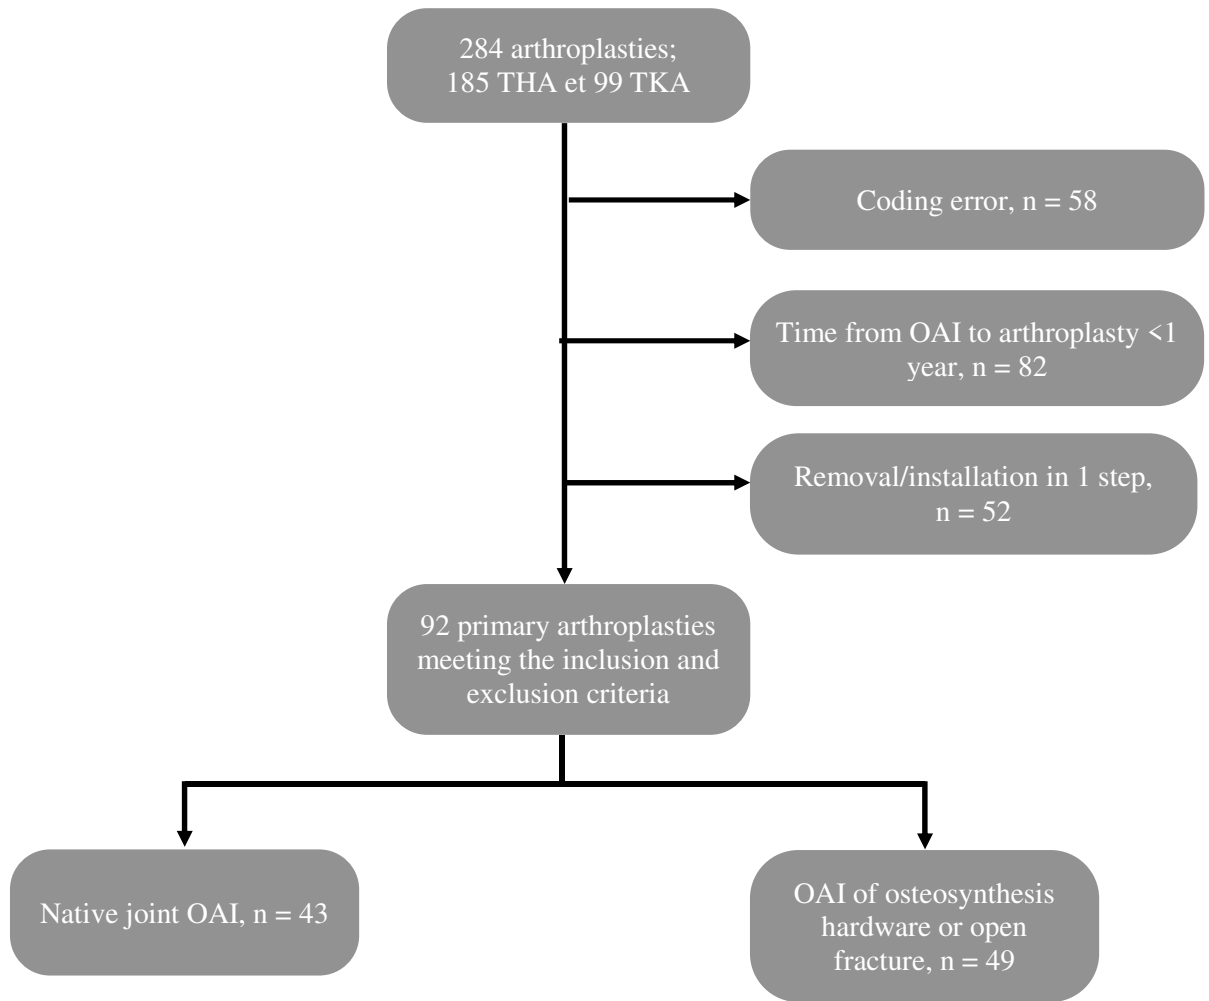 284 arthroplasties;
185 THA et 99 TKA
Coding error, n = 58
Time from OAI to arthroplasty <1
year, n = 82
Removal/installation in 1 step,
n = 52
92 primary arthroplasties
meeting the inclusion and
exclusion criteria
Native joint OAI, n = 43
OAI of osteosynthesis
hardware or open
fracture, n = 49